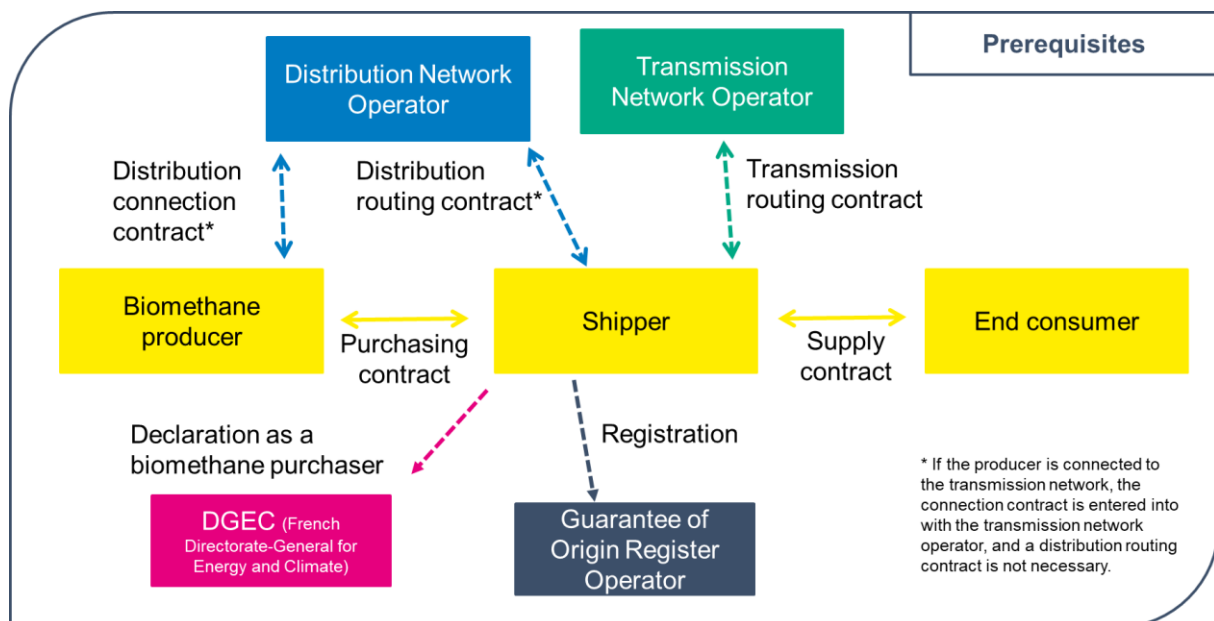 Prerequisites
Distribution Network
Operator
Transmission
Network Operator
Distribution
connection
contract*
Distribution
routing contract*
Transmission
routing contract
Biomethane
producer
Purchasing
contract
Shipper
Supply
contract
End consumer
Declaration as a
biomethane purchaser
Registration
DGEC (French
Directorate-General for
Energy and Climate)
Guarantee of
Origin Register
Operator
* If the producer is connected to
the transmission network, the
connection contract is entered into
with the transmission network
operator, and a distribution routing
contract is not necessary.